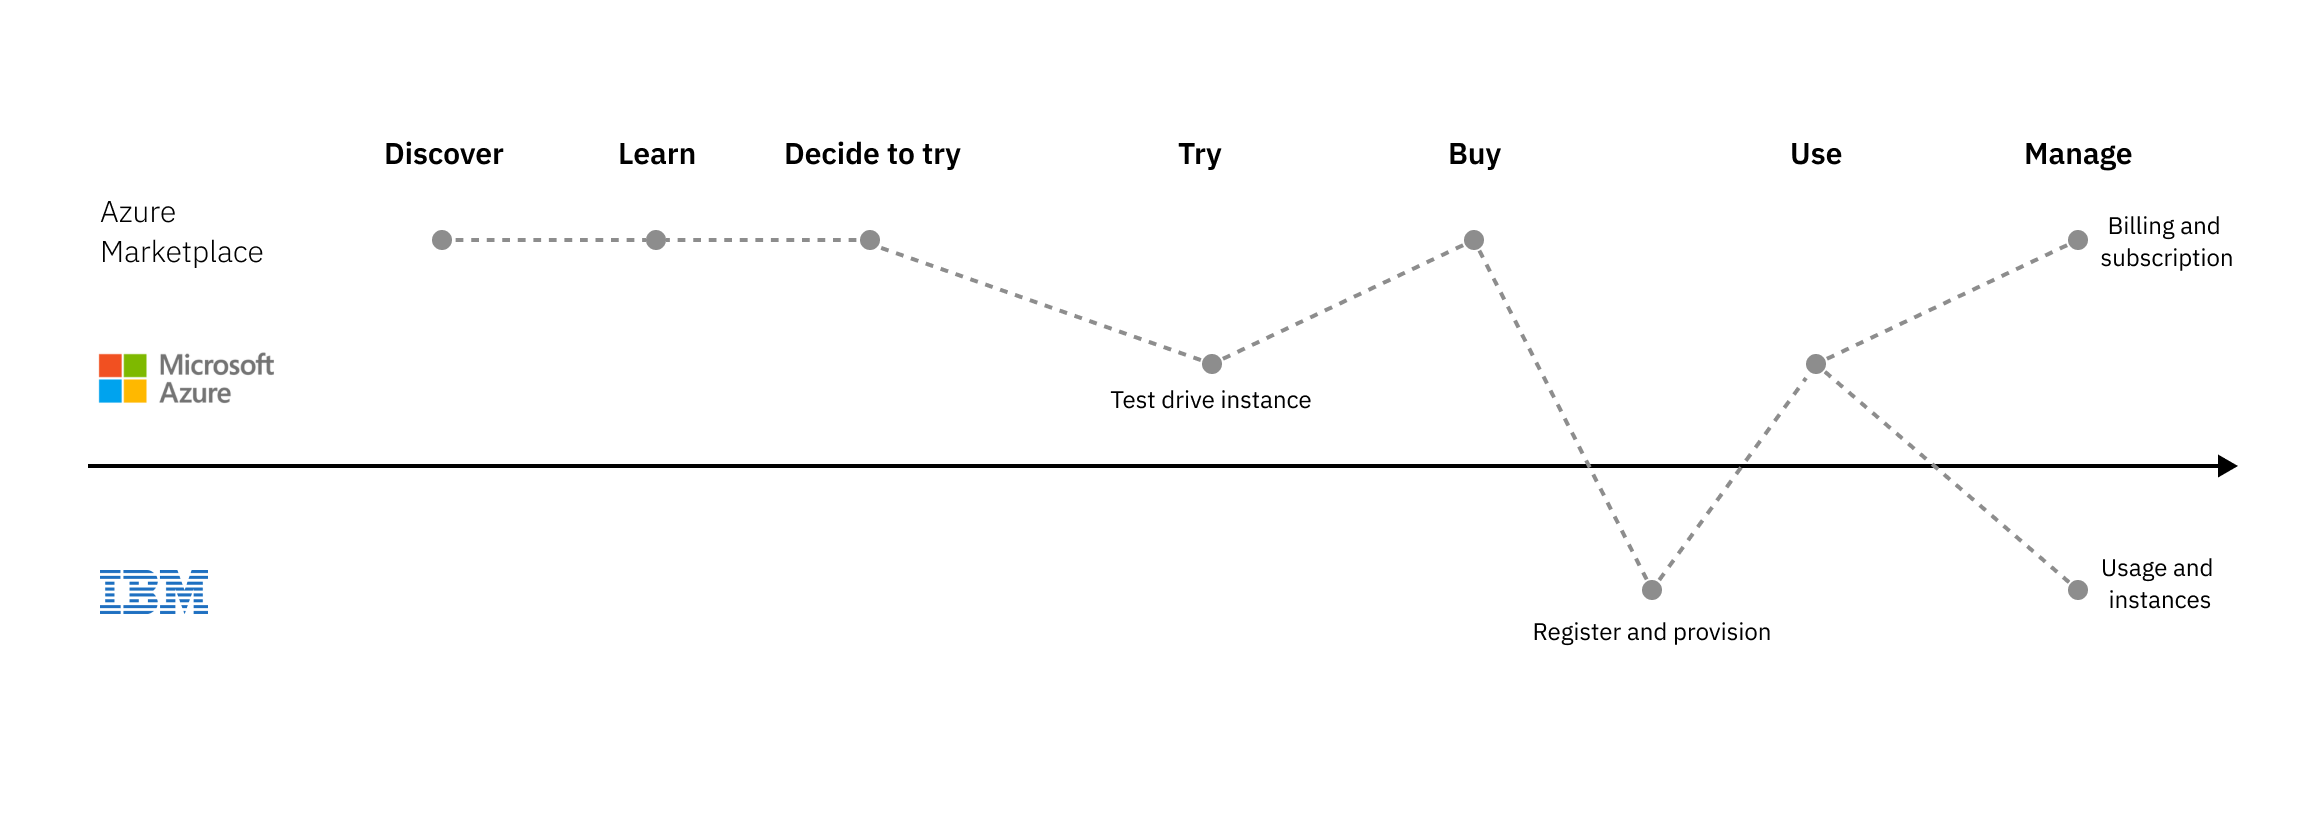 Discover
Learn
Decide to try
Try
Buy
Use
Manage
Azure
Marketplace
Billing and
subscription
Microsoft
Azure
Test drive instance
IBM
Usage and
instances
Register and provision